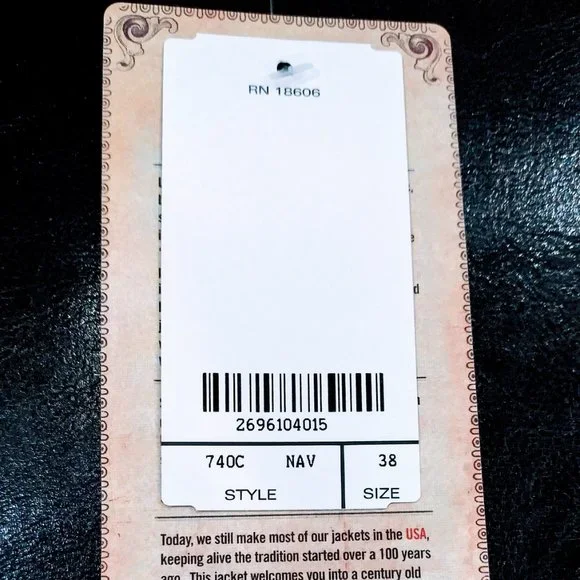 RN 18606
2696104015
740C NAV 38
STYLE SIZE
Today, we still make most of our jackets in the USA,
keeping alive the tradition started over a 100 years
ago. This jacket welcomes you into a century old